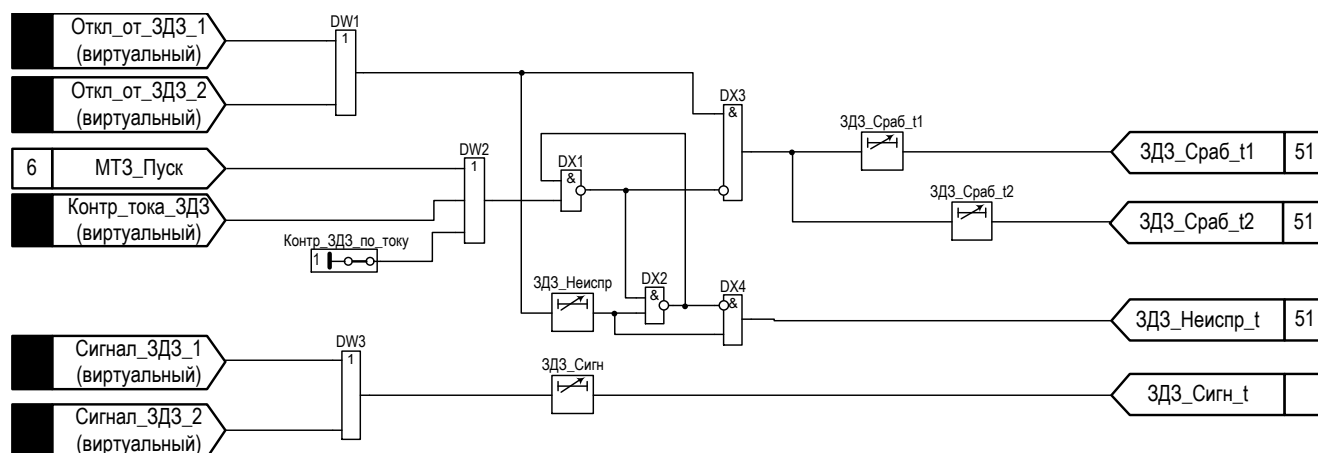 Откл_от_ЗДЗ_1
(виртуальный)
DW1
1
Откл_от_ЗДЗ_2
(виртуальный)
DX3
&
ЗДЗ_Сраб_t1
ЗДЗ_Сраб_t1 51
6 МТЗ_Пуск
DW2
1
DX1
&
ЗДЗ_Сраб_t2
ЗДЗ_Сраб_t2 51
Контр_тока_ЗДЗ
(виртуальный)
Контр_ЗДЗ_по_току
1
ЗДЗ_Неиспр
DX2
&
DX4
&
ЗДЗ_Неиспр_t 51
Сигнал_ЗДЗ_1
(виртуальный)
DW3
1
ЗДЗ_Сигн
ЗДЗ_Сигн_t
Сигнал_ЗДЗ_2
(виртуальный)